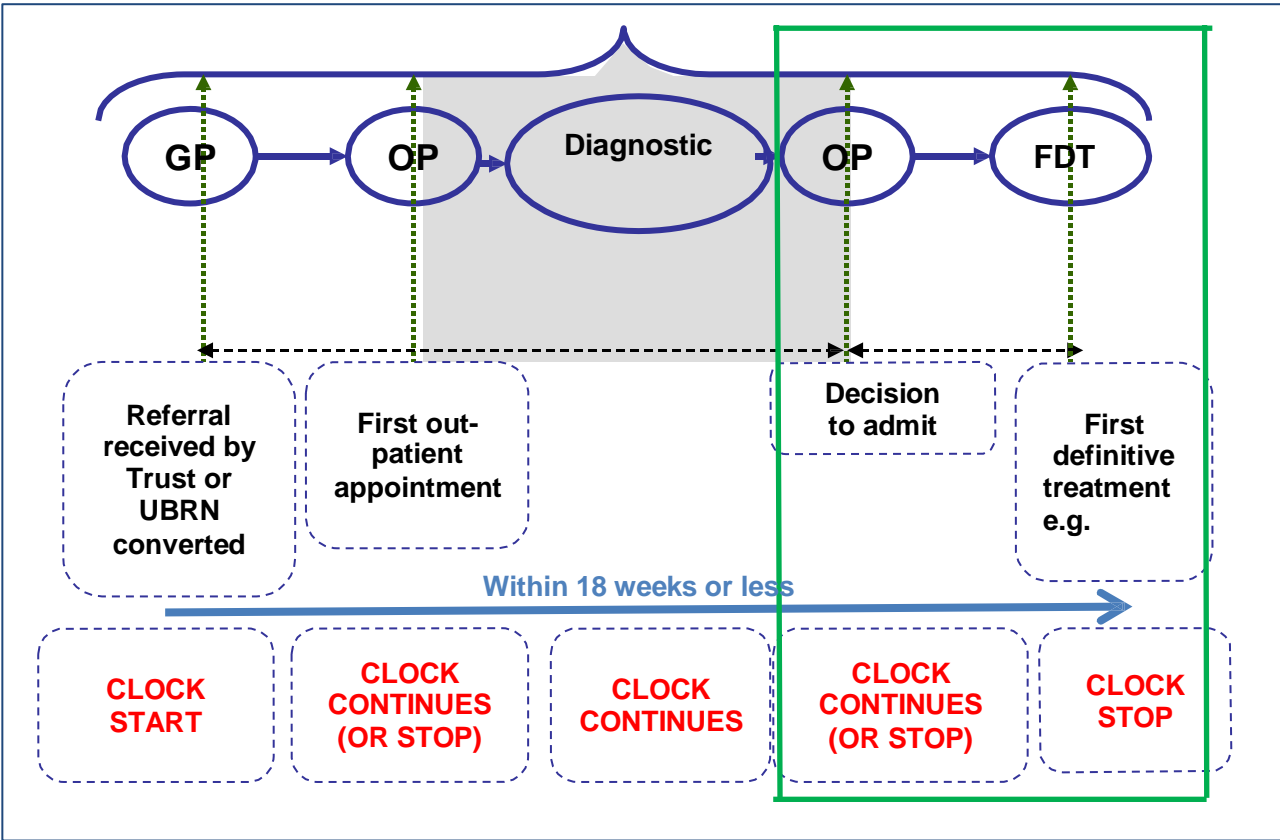 GP
OP
Diagnostic
OP
FDT
Referral
received by
Trust or
UBRN
converted
First out-
patient
appointment
Decision
to admit
First
definitive
treatment
e.g.
Within 18 weeks or less
CLOCK
START
CLOCK
CONTINUES
(OR STOP)
CLOCK
CONTINUES
CLOCK
CONTINUES
(OR STOP)
CLOCK
STOP